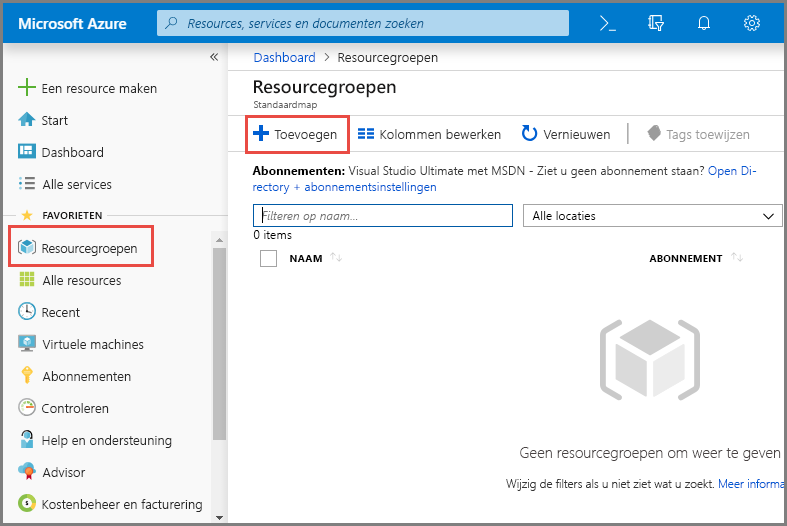 Microsoft Azure
Resources, services en documenten zoeken
«
Een resource maken
Start
Dashboard
Alle services
FAVORIETEN
Resourcegroepen
Alle resources
Recent
Virtuele machines
Abonnementen
Controleren
Help en ondersteuning
Advisor
Kostenbeheer en facturering
Dashboard > Resourcegroepen
Resourcegroepen
Standaardmap
Toevoegen Kolommen bewerken Vernieuwen Tags toewijzen
Abonnementen: Visual Studio Ultimate met MSDN - Ziet u geen abonnement staan? Open Di-
rectory + abonnementsinstellingen
Filteren op naam... Alle locaties
0 items
NAAM ABONNEMENT
Geen resourcegroepen om weer te geven
Wijzig de filters als u niet ziet wat u zoekt. Meer informa